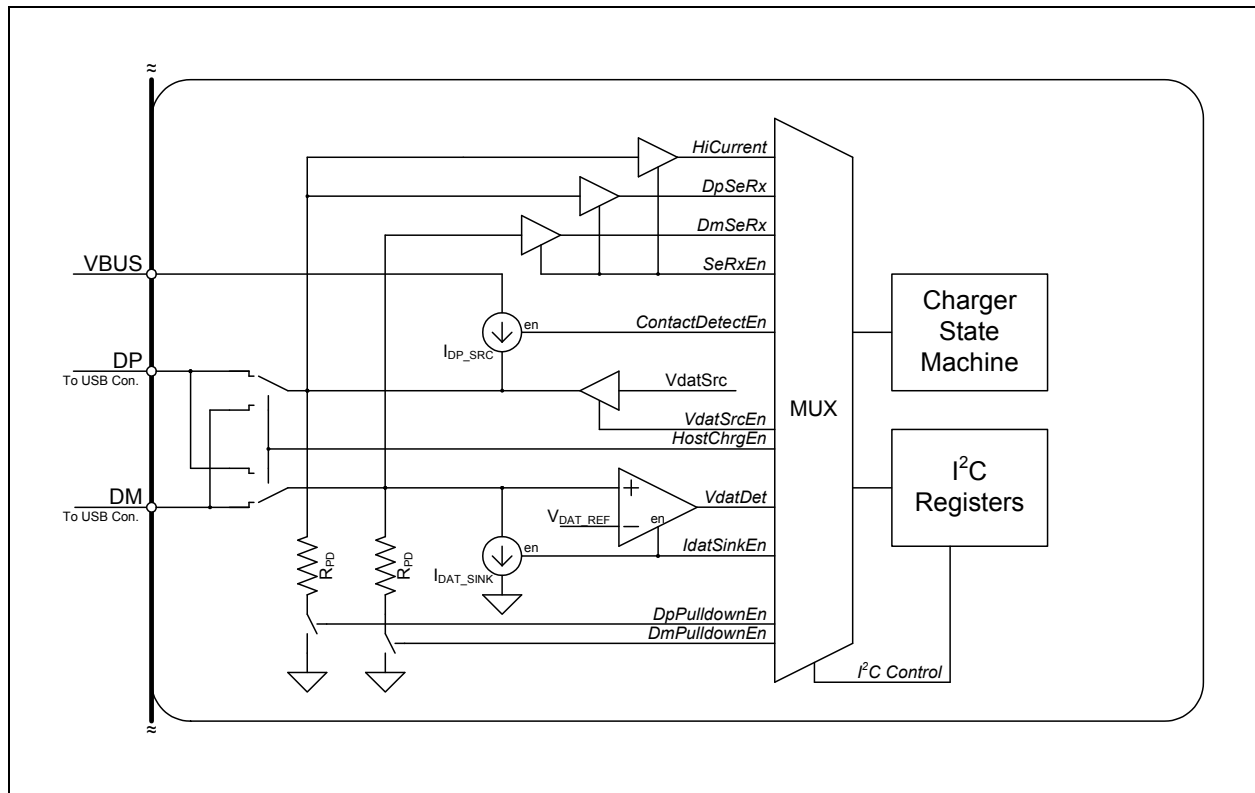 ≈
HiCurrent
DpSeRx
DmSeRx
VBUS
SeRxEn
Charger
State
Machine
en
ContactDetectEn
I_DP_SRC
DP
To USB Con.
VdatSrc
MUX
VdatSrcEn
HostChrgEn
I²C
Registers
DM
To USB Con.
+
VdatDet
V_DAT_REF
−
en
en
IdatSinkEn
R_PD
R_PD
I_DAT_SINK
DpPulldownEn
DmPulldownEn
I²C Control
≈